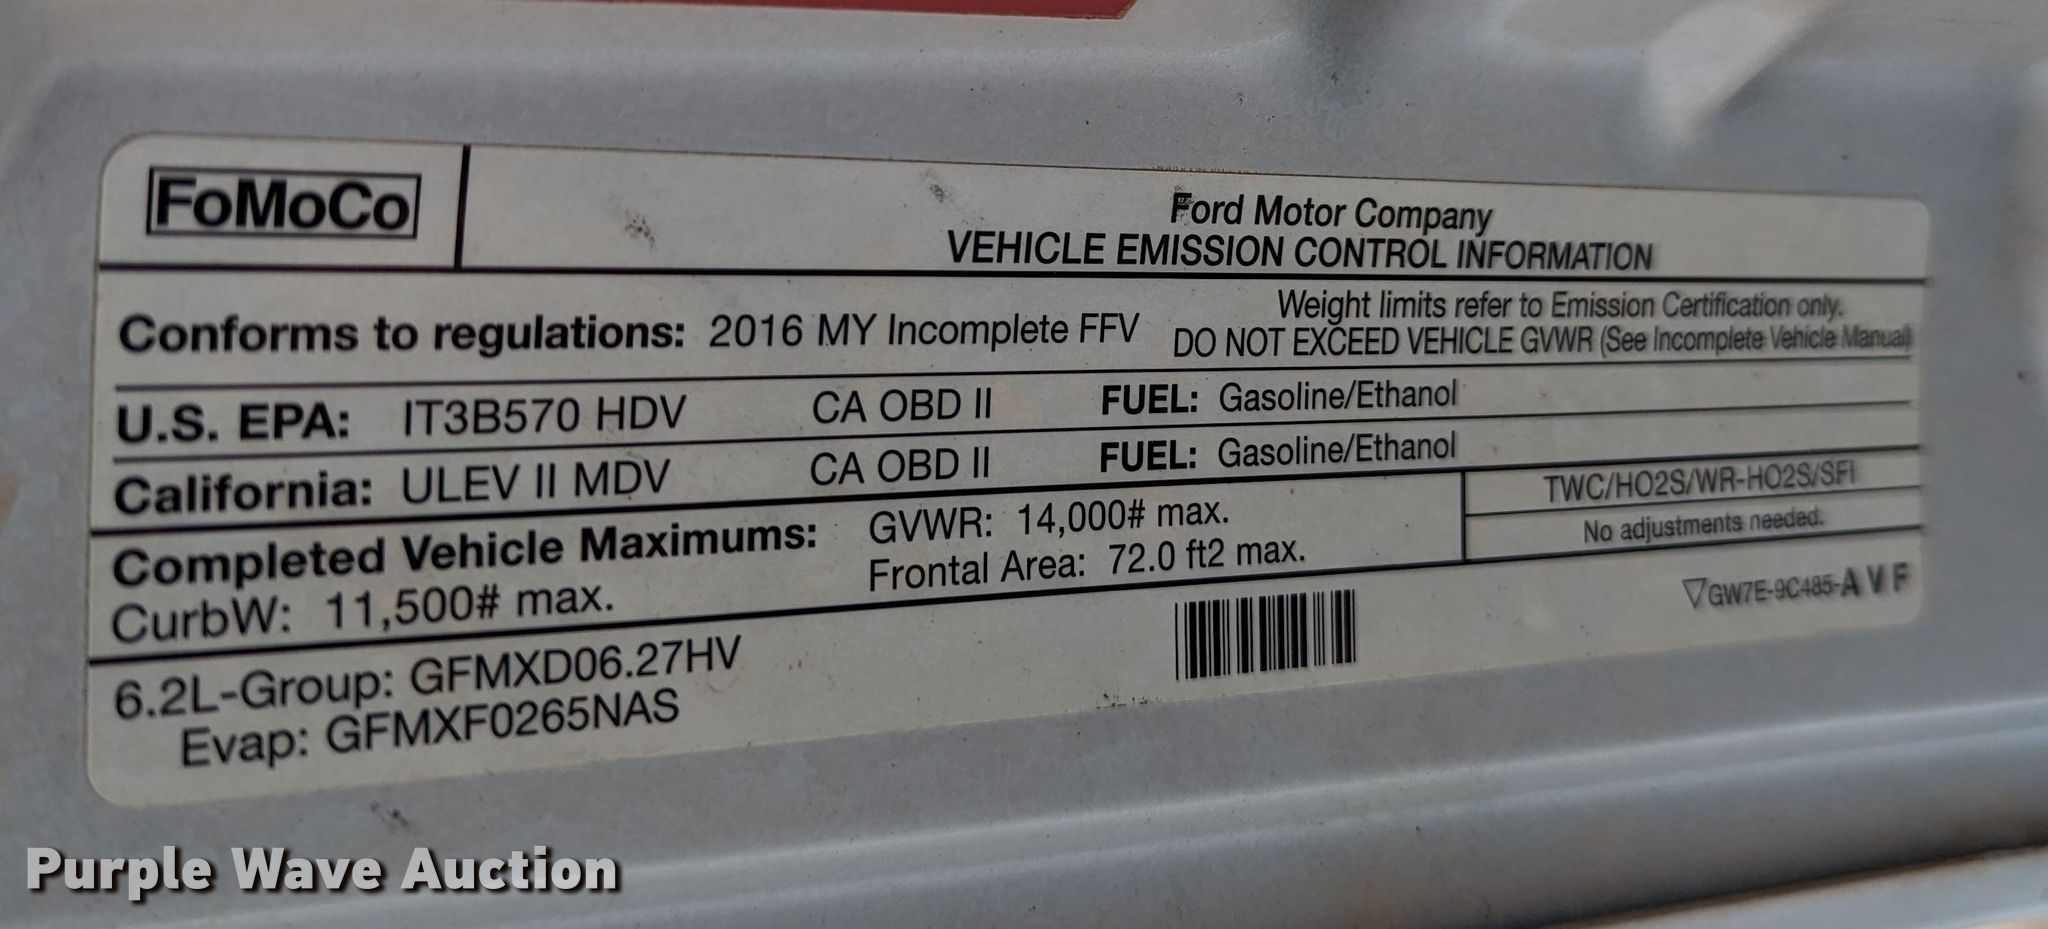 FoMoCo
Ford Motor Company
VEHICLE EMISSION CONTROL INFORMATION
Conforms to regulations: 2016 MY Incomplete FFV
Weight limits refer to Emission Certification only.
DO NOT EXCEED VEHICLE GVWR (See Incomplete Vehicle Manual)
U.S. EPA: IT3B570 HDV CA OBD II FUEL: Gasoline/Ethanol
California: ULEV II MDV CA OBD II FUEL: Gasoline/Ethanol
Completed Vehicle Maximums: GVWR: 14,000# max.
CurbW: 11,500# max. Frontal Area: 72.0 ft2 max.
TWC/HO2S/WR-HO2S/SFI
No adjustments needed.
6.2L-Group: GFMXD06.27HV
Evap: GFMXF0265NAS
GW7E-9C485-A V F
Purple Wave Auction